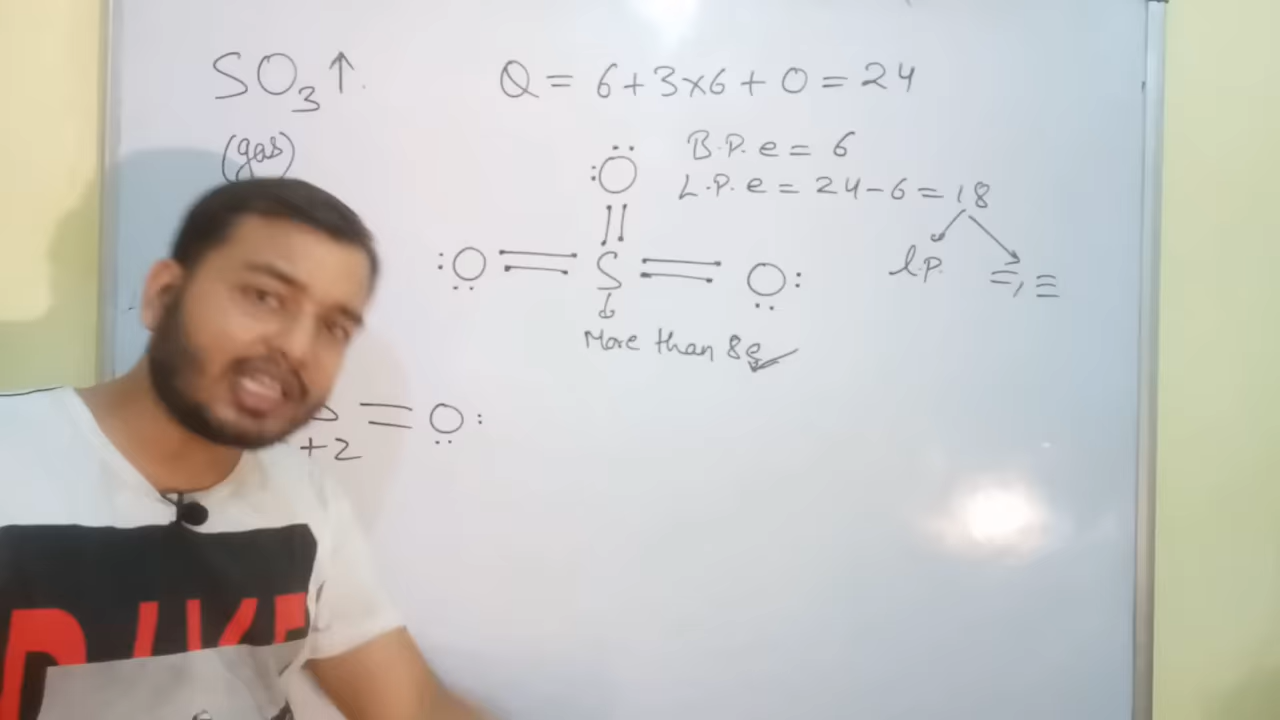 SO₃↑
(gas)
Q = 6+3×6+0=24
B.P. e = 6
L.P. e = 24-6=18
l.p. =, ≡
:Ö:
||
:O=S=O:
More than 8e ✓
=O:
+2